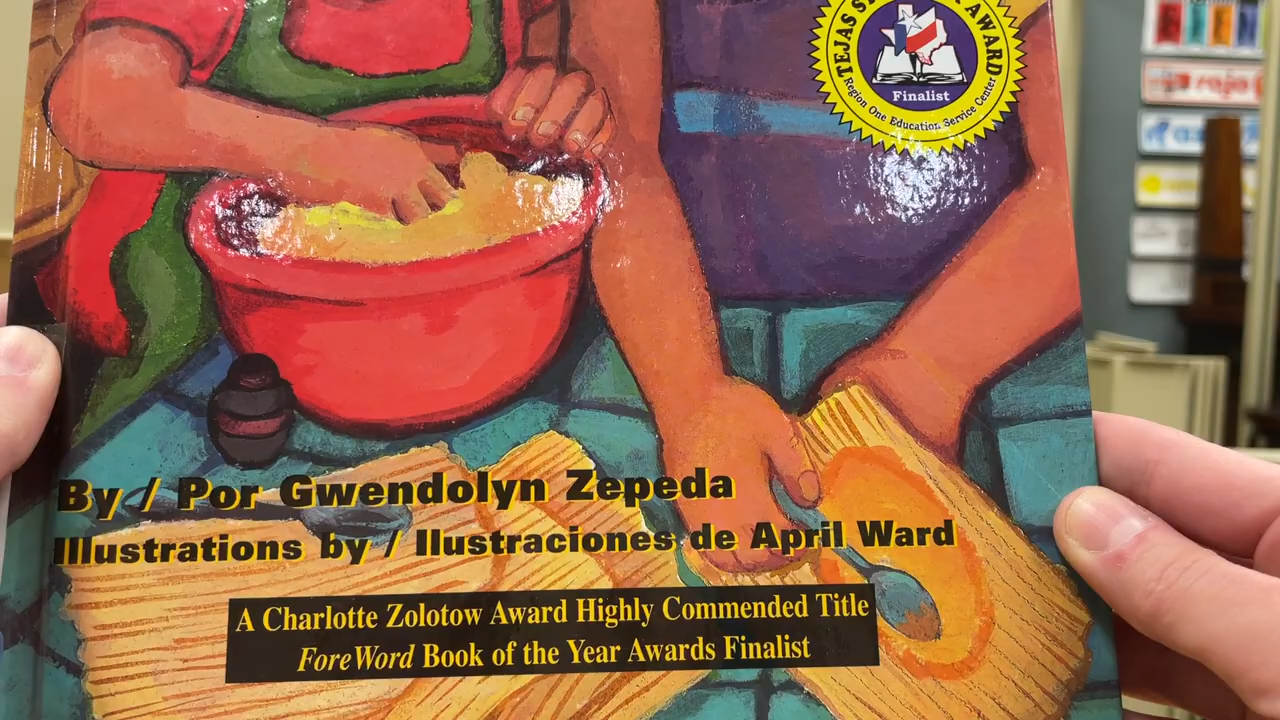 TEJAS S AWARD
Finalist
Region One Education Service Center
rojo
By / Por Gwendolyn Zepeda
Illustrations by / Ilustraciones de April Ward
A Charlotte Zolotow Award Highly Commended Title
ForeWord Book of the Year Awards Finalist